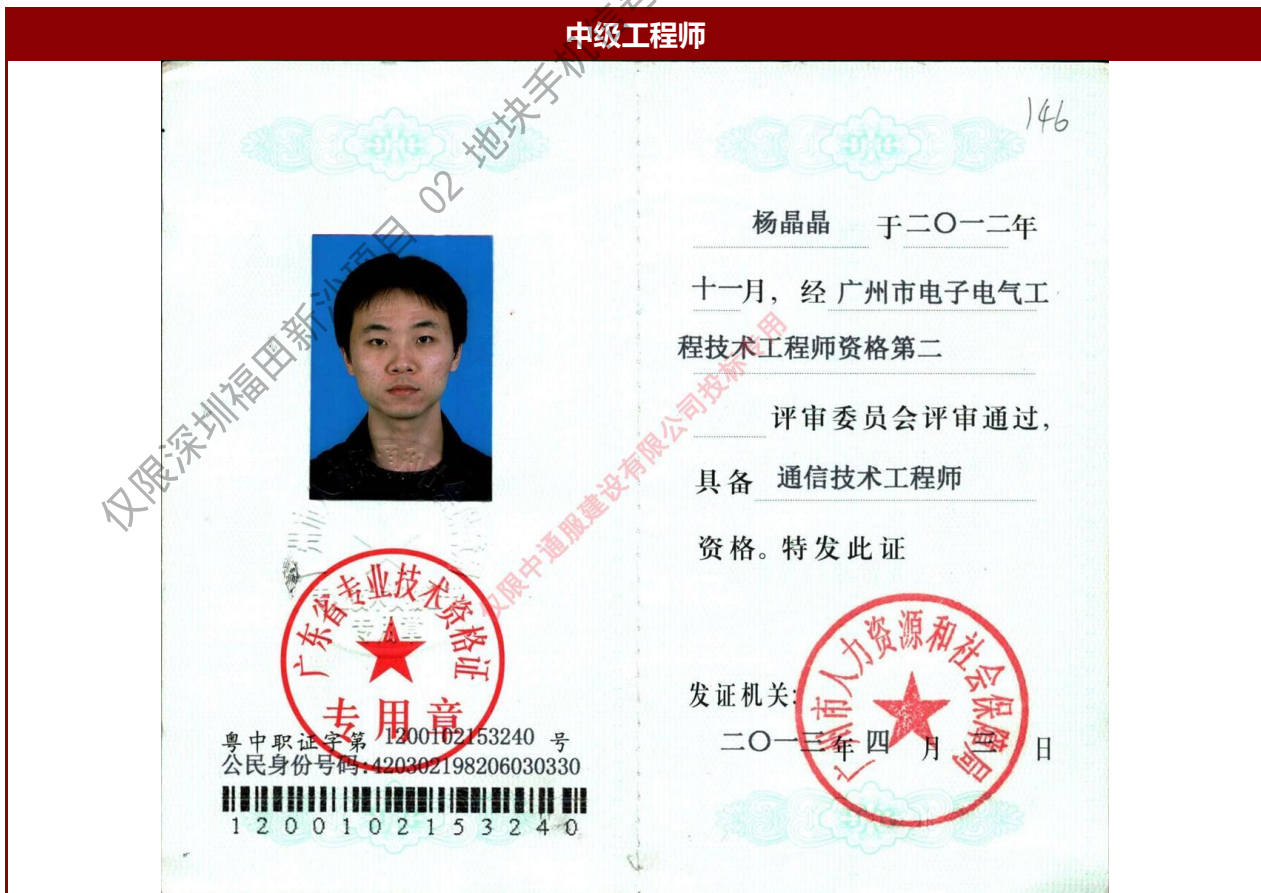 中级工程师
146
杨晶晶 于二〇一二年
十一月，经 广州市电子电气工
程技术工程师资格第二
评审委员会评审通过，
具备 通信技术工程师
资格。特发此证
发证机关:
二〇一三年四月 日
广州市人力资源和社会保障局
广东省专业技术资格证
专用章
粤中职证字第 1200102153240 号
公民身份号码:420302198206030330
1200102153240
仅限深圳福田新沙项目 02 地块手机信号
仅限中通服建设有限公司投标专用